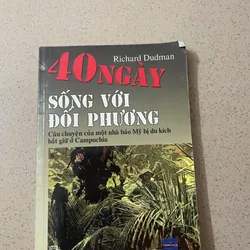 Richard Dudman
40 NGÀY
SỐNG VỚI
ĐỐI PHƯƠNG
Câu chuyện của một nhà báo Mỹ bị du kích
bắt giữ ở Campuchia